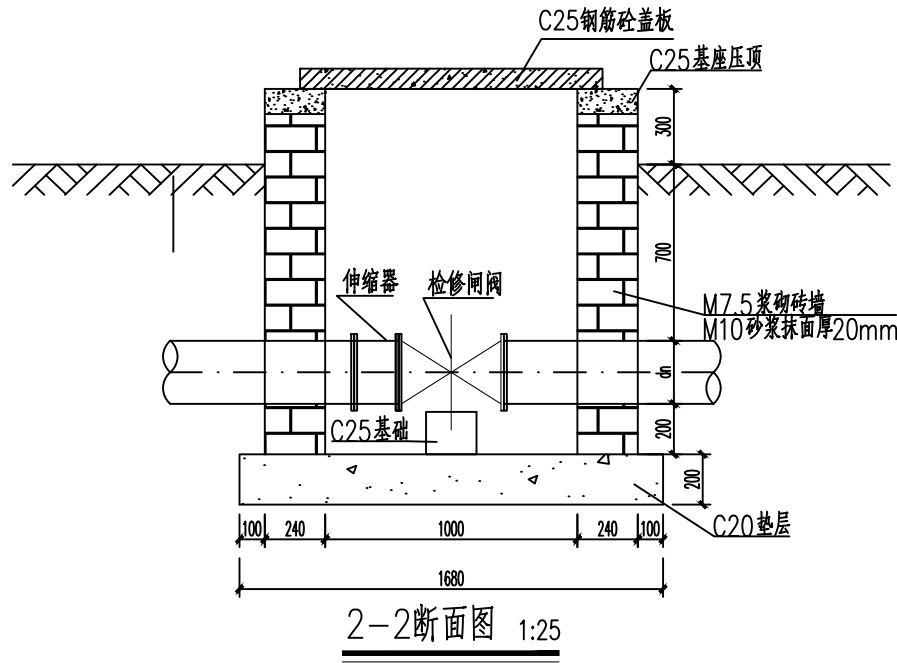 C25钢筋砼盖板
C25基座压顶
300
700
伸缩器
检修闸阀
M7.5浆砌砖墙
M10砂浆抹面厚20mm
dn
C25基础
200
200
C20垫层
100
240
1000
240
100
1680
2-2断面图 1:25